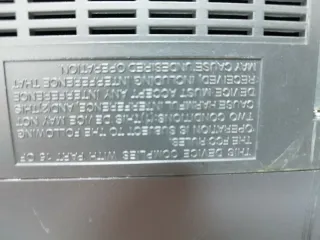 THIS DEVICE COMPLIES WITH PART 15 OF
THE FCC RULES.
OPERATION IS SUBJECT TO THE FOLLOWING
TWO CONDITIONS:(1)THIS DEVICE MAY NOT
CAUSE HARMFUL INTERFERENCE, AND(2)THIS
DEVICE MUST ACCEPT ANY INTERFERENCE
RECEIVED, INCLUDING INTERFERENCE THAT
MAY CAUSE UNDESIRED OPERATION